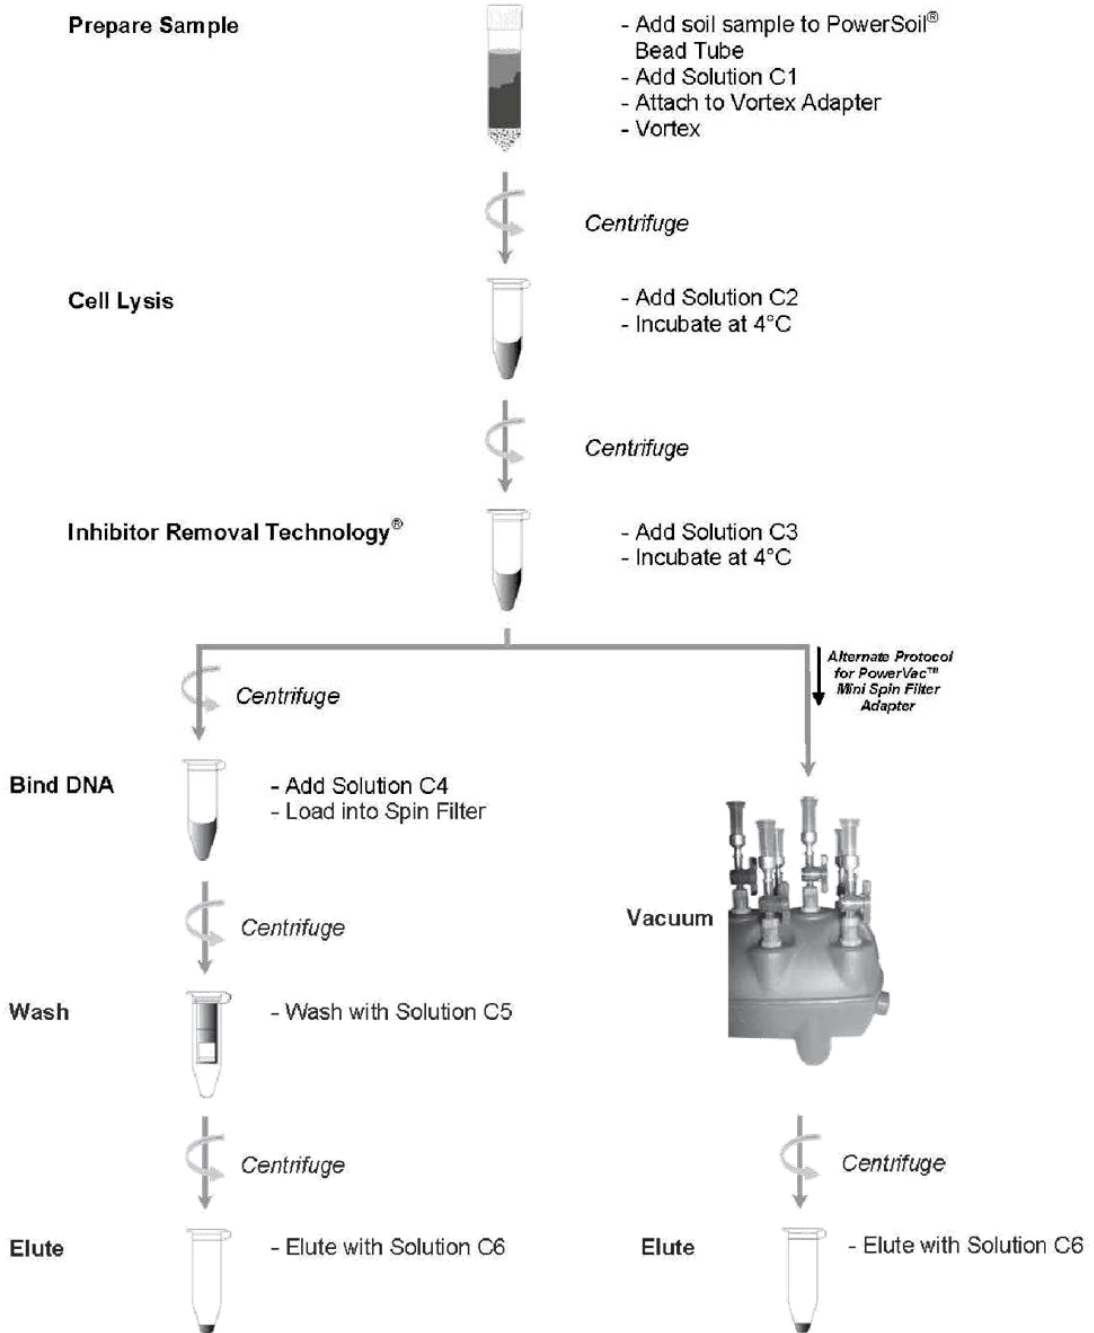 Prepare Sample
- Add soil sample to PowerSoil®
Bead Tube
- Add Solution C1
- Attach to Vortex Adapter
- Vortex
Centrifuge
Cell Lysis
- Add Solution C2
- Incubate at 4°C
Centrifuge
Inhibitor Removal Technology®
- Add Solution C3
- Incubate at 4°C
Centrifuge
Alternate Protocol
for PowerVac™
Mini Spin Filter
Adapter
Bind DNA
- Add Solution C4
- Load into Spin Filter
Centrifuge
Vacuum
Wash
- Wash with Solution C5
Centrifuge
Centrifuge
Elute
- Elute with Solution C6
Elute
- Elute with Solution C6